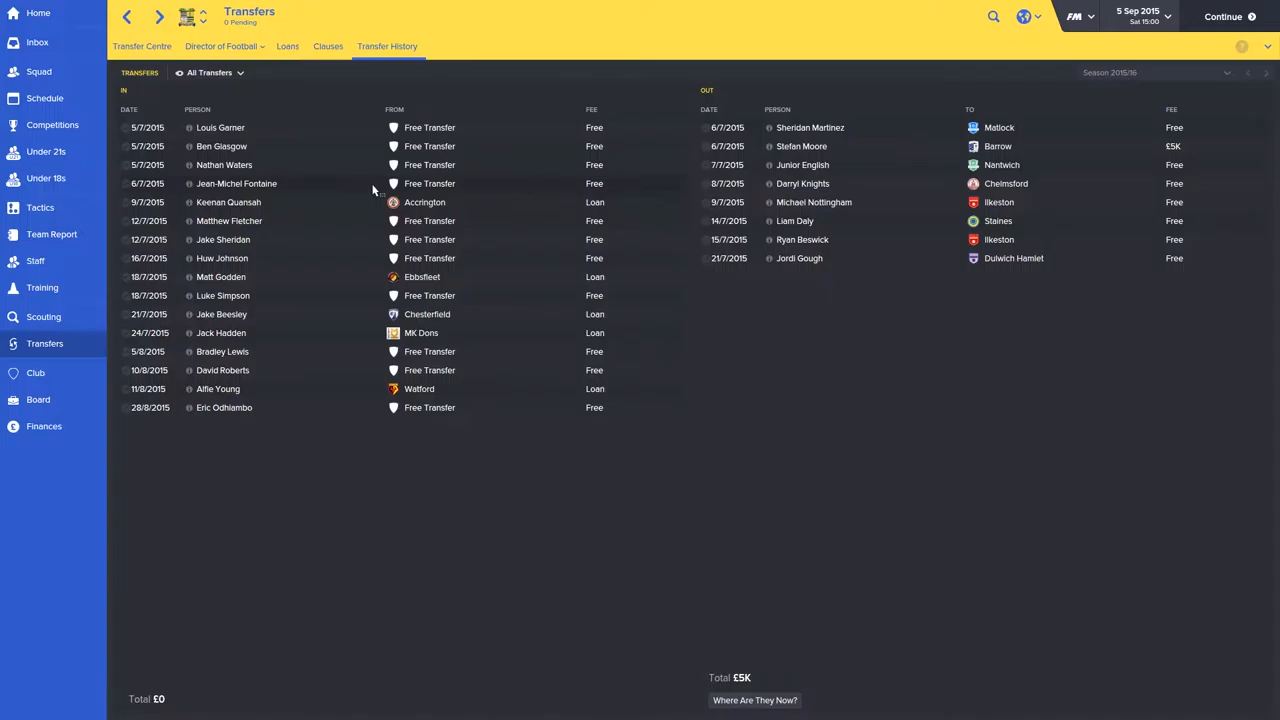 Home
Inbox
Squad
Schedule
Competitions
Under 21s
Under 18s
Tactics
Team Report
Staff
Training
Scouting
Transfers
Club
Board
Finances
Transfers
0 Pending
FM
5 Sep 2015
Sat 15:00
Continue
Transfer Centre Director of Football Loans Clauses Transfer History
TRANSFERS All Transfers Season 2015/16
IN
DATE PERSON FROM FEE
5/7/2015 Louis Garner Free Transfer Free
5/7/2015 Ben Glasgow Free Transfer Free
5/7/2015 Nathan Waters Free Transfer Free
6/7/2015 Jean-Michel Fontaine Free Transfer Free
9/7/2015 Keenan Quansah Accrington Loan
12/7/2015 Matthew Fletcher Free Transfer Free
12/7/2015 Jake Sheridan Free Transfer Free
16/7/2015 Huw Johnson Free Transfer Free
18/7/2015 Matt Godden Ebbsfleet Loan
18/7/2015 Luke Simpson Free Transfer Free
21/7/2015 Jake Beesley Chesterfield Loan
24/7/2015 Jack Hadden MK Dons Loan
5/8/2015 Bradley Lewis Free Transfer Free
10/8/2015 David Roberts Free Transfer Free
11/8/2015 Alfie Young Watford Loan
28/8/2015 Eric Odhiambo Free Transfer Free
Total £0
OUT
DATE PERSON TO FEE
6/7/2015 Sheridan Martinez Matlock Free
6/7/2015 Stefan Moore Barrow £5K
7/7/2015 Junior English Nantwich Free
8/7/2015 Darryl Knights Chelmsford Free
9/7/2015 Michael Nottingham Ilkeston Free
14/7/2015 Liam Daly Staines Free
15/7/2015 Ryan Beswick Ilkeston Free
21/7/2015 Jordi Gough Dulwich Hamlet Free
Total £5K
Where Are They Now?